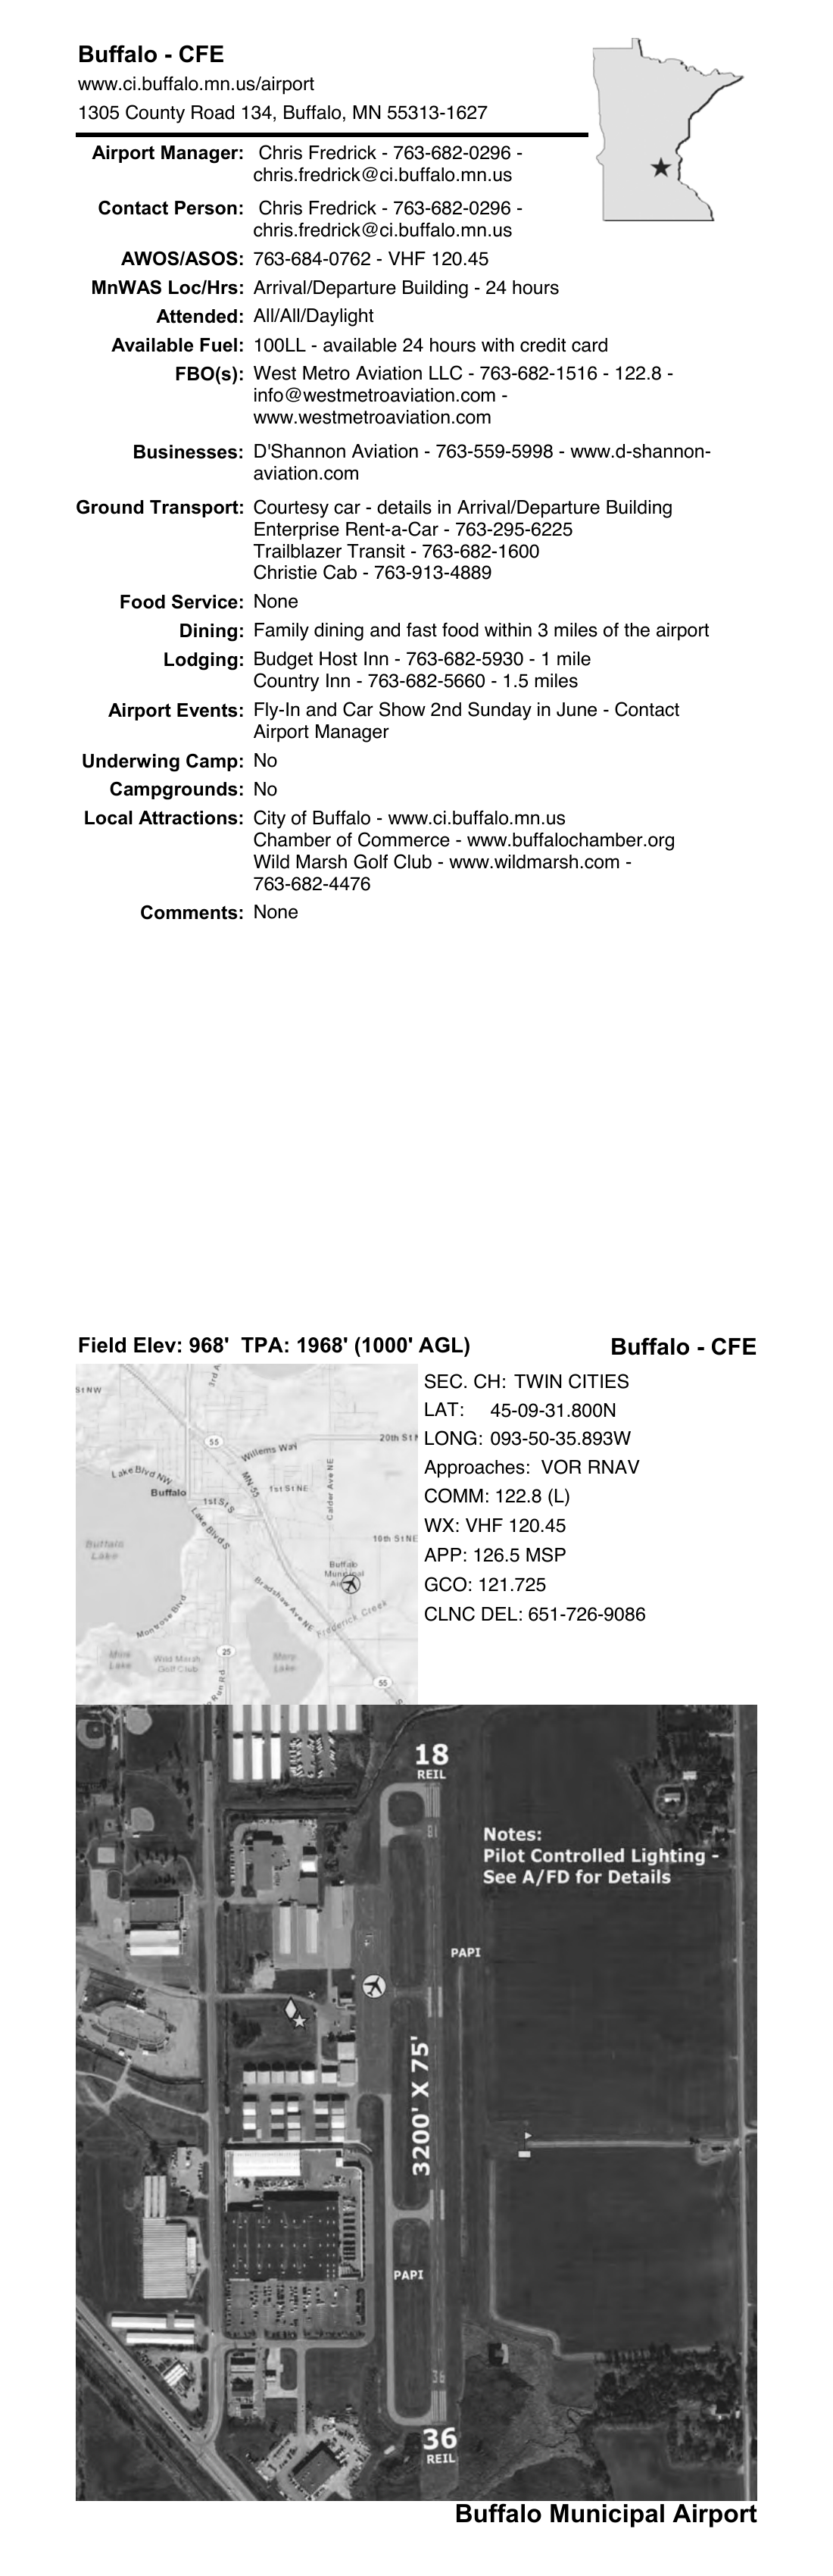 Buffalo - CFE
www.ci.buffalo.mn.us/airport
1305 County Road 134, Buffalo, MN 55313-1627
Airport Manager: Chris Fredrick - 763-682-0296 -
chris.fredrick@ci.buffalo.mn.us
Contact Person: Chris Fredrick - 763-682-0296 -
chris.fredrick@ci.buffalo.mn.us
AWOS/ASOS: 763-684-0762 - VHF 120.45
MnWAS Loc/Hrs: Arrival/Departure Building - 24 hours
Attended: All/All/Daylight
Available Fuel: 100LL - available 24 hours with credit card
FBO(s): West Metro Aviation LLC - 763-682-1516 - 122.8 -
info@westmetroaviation.com -
www.westmetroaviation.com
Businesses: D'Shannon Aviation - 763-559-5998 - www.d-shannon-
aviation.com
Ground Transport: Courtesy car - details in Arrival/Departure Building
Enterprise Rent-a-Car - 763-295-6225
Trailblazer Transit - 763-682-1600
Christie Cab - 763-913-4889
Food Service: None
Dining: Family dining and fast food within 3 miles of the airport
Lodging: Budget Host Inn - 763-682-5930 - 1 mile
Country Inn - 763-682-5660 - 1.5 miles
Airport Events: Fly-In and Car Show 2nd Sunday in June - Contact
Airport Manager
Underwing Camp: No
Campgrounds: No
Local Attractions: City of Buffalo - www.ci.buffalo.mn.us
Chamber of Commerce - www.buffalochamber.org
Wild Marsh Golf Club - www.wildmarsh.com -
763-682-4476
Comments: None
Field Elev: 968' TPA: 1968' (1000' AGL)
Buffalo - CFE
3rd A
St NW
55
Willems Way
20th St N
Lake Blvd NW
MN-55
1st St NE
Calder Ave NE
Buffalo
1st St S
Lake Blvd S
10th St NE
Buffalo
Lake
Buffalo
Municipal
Bradshaw Ave NE
Montrose Blvd
Frederick Creek
25
Mink
Lake
Wild Marsh
Golf Club
Mary
Lake
Run Rd
55
S
SEC. CH: TWIN CITIES
LAT: 45-09-31.800N
LONG: 093-50-35.893W
Approaches: VOR RNAV
COMM: 122.8 (L)
WX: VHF 120.45
APP: 126.5 MSP
GCO: 121.725
CLNC DEL: 651-726-9086
18
REIL
Notes:
Pilot Controlled Lighting -
See A/FD for Details
PAPI
3200' X 75'
PAPI
36
36
REIL
Buffalo Municipal Airport